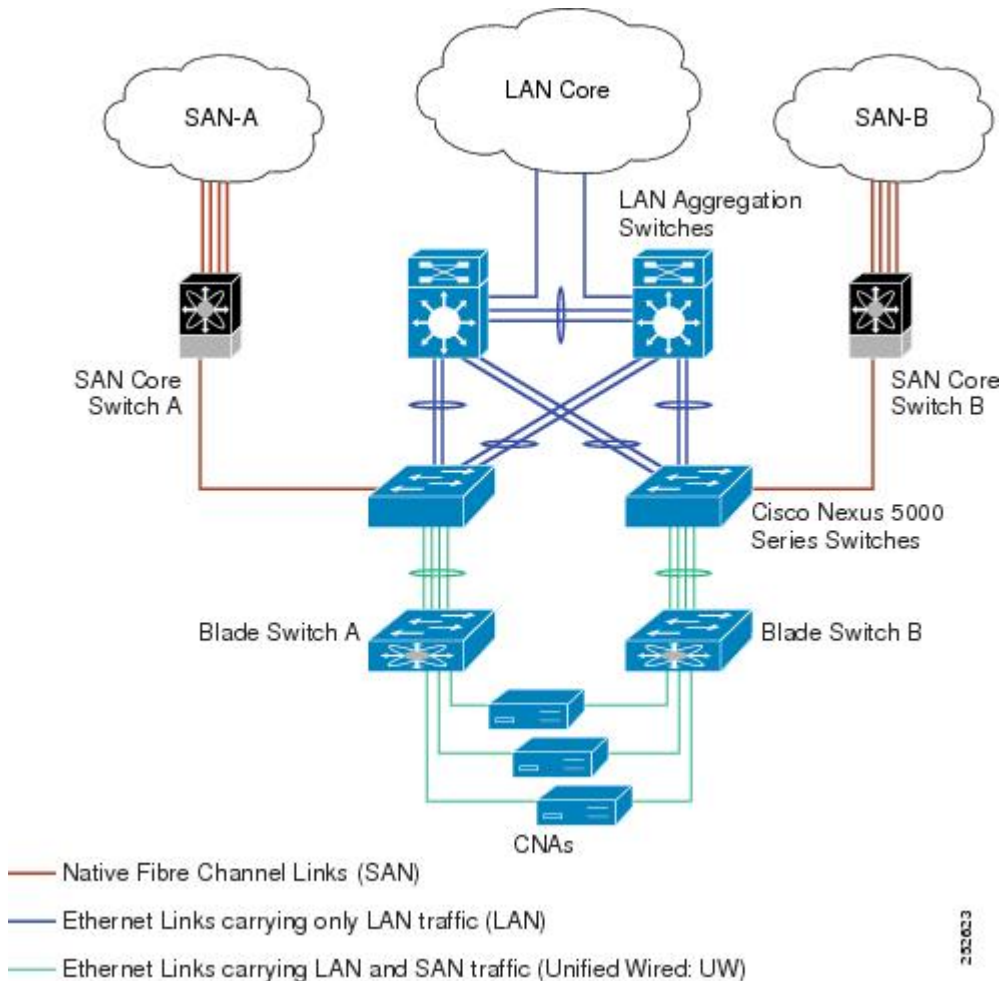 SAN-A
LAN Core
SAN-B
LAN Aggregation
Switches
SAN Core
Switch A
SAN Core
Switch B
Cisco Nexus 5000
Series Switches
Blade Switch A
Blade Switch B
CNAs
Native Fibre Channel Links (SAN)
Ethernet Links carrying only LAN traffic (LAN)
Ethernet Links carrying LAN and SAN traffic (Unified Wired: UW)
252623